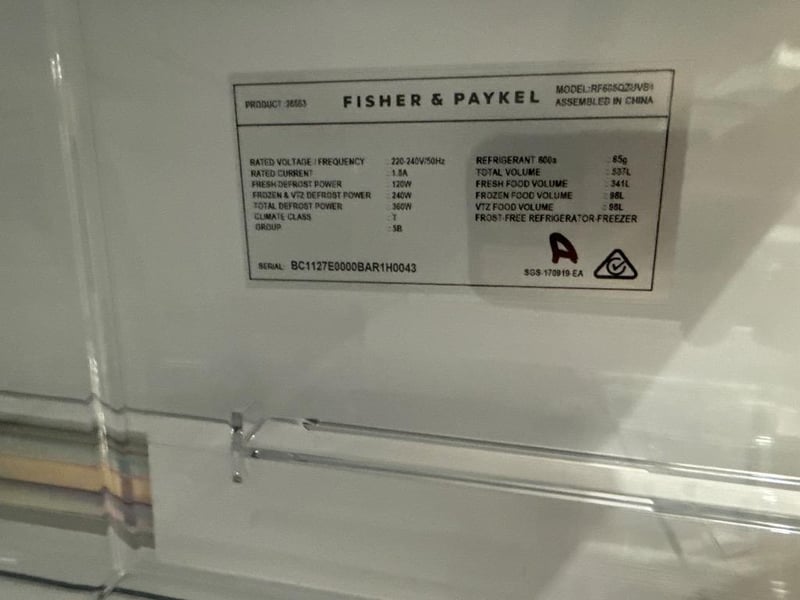 PRODUCT :26553
FISHER & PAYKEL
MODEL:RF605QZUVB1
ASSEMBLED IN CHINA
RATED VOLTAGE / FREQUENCY : 220-240V/50Hz
RATED CURRENT : 1.8A
FRESH DEFROST POWER : 120W
FROZEN & VTZ DEFROST POWER : 240W
TOTAL DEFROST POWER : 360W
CLIMATE CLASS : T
GROUP : 5B
REFRIGERANT 600a : 65g
TOTAL VOLUME : 537L
FRESH FOOD VOLUME : 341L
FROZEN FOOD VOLUME : 98L
VTZ FOOD VOLUME : 98L
FROST-FREE REFRIGERATOR-FREEZER
SERIAL: BC1127E0000BAR1H0043
SGS-170919-EA